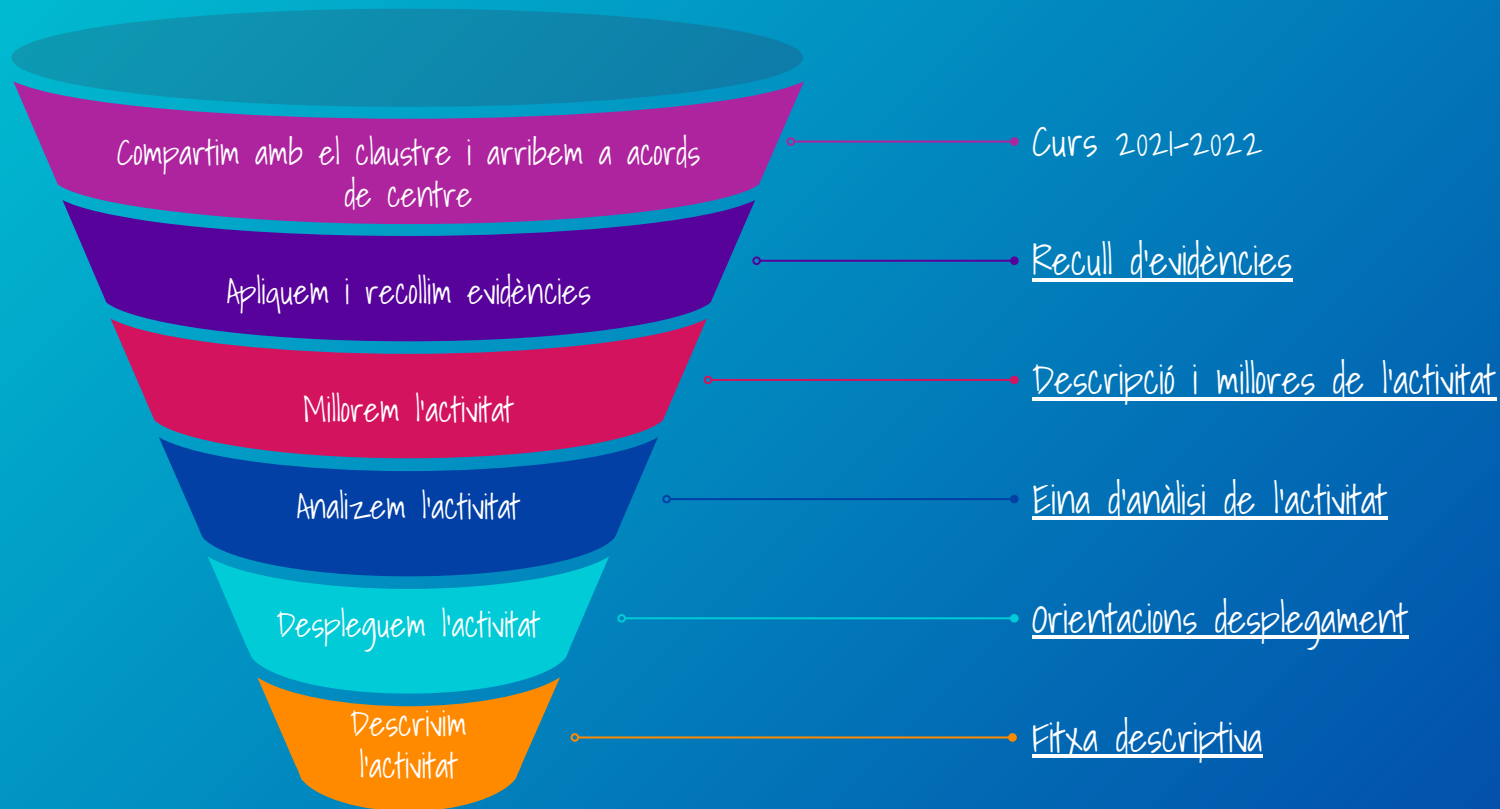 Compartim amb el claustre i arribem a acords
de centre
Curs 2021-2022
Apliquem i recollim evidències
Recull d'evidències
Millorem l'activitat
Descripció i millores de l'activitat
Analizem l'activitat
Eina d'anàlisi de l'activitat
Despleguem l'activitat
Orientacions desplegament
Descrivim
l'activitat
Fitxa descriptiva